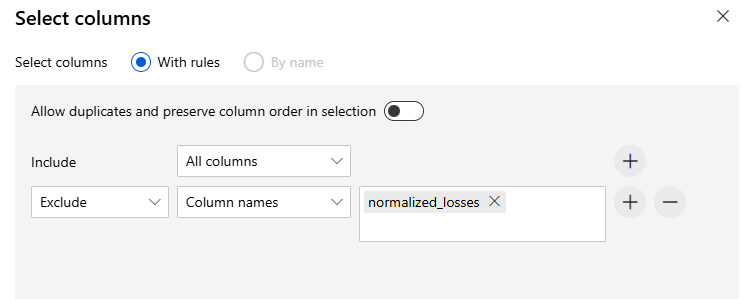 Select columns
Select columns With rules By name
Allow duplicates and preserve column order in selection
Include All columns
Exclude Column names normalized_losses